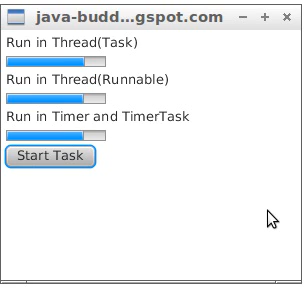 java-budd...gspot.com
Run in Thread(Task)
Run in Thread(Runnable)
Run in Timer and TimerTask
Start Task